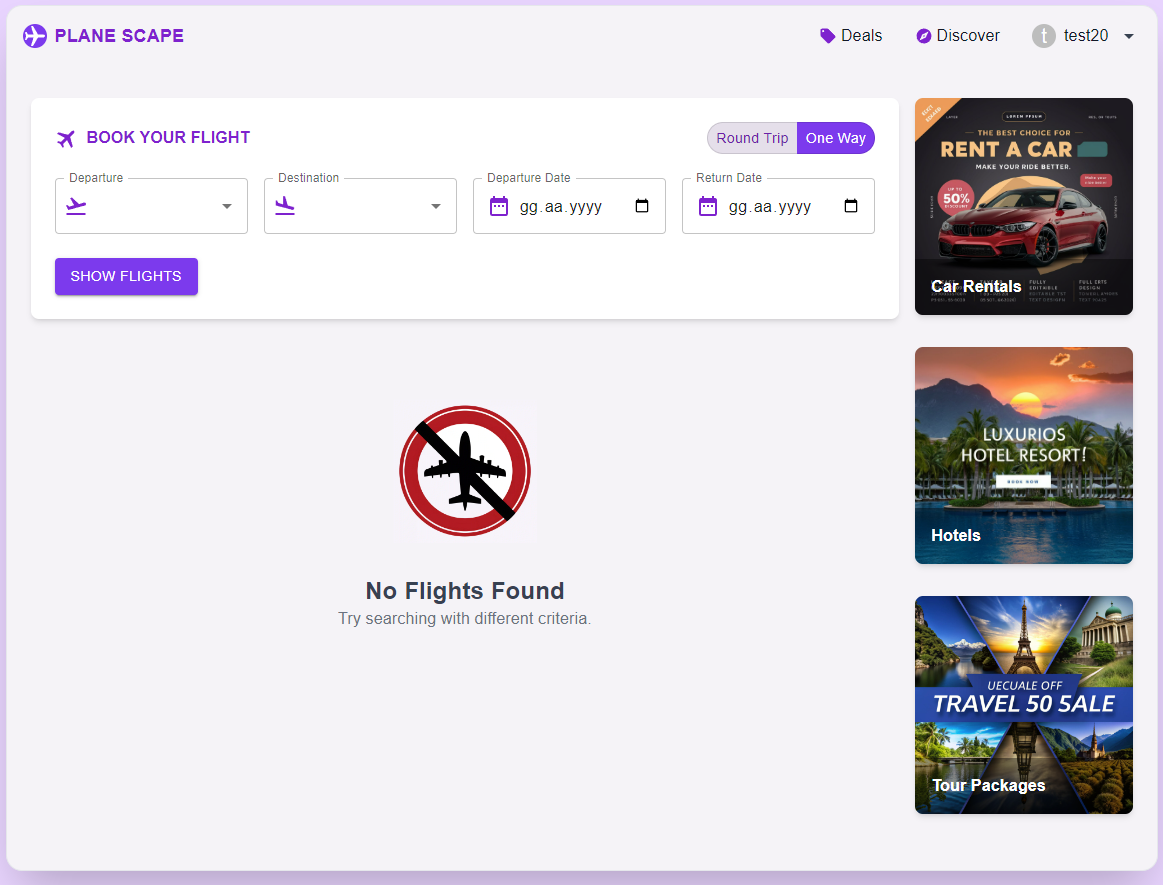 PLANE SCAPE
Deals
Discover
t
test20
BOOK YOUR FLIGHT
Round Trip
One Way
Departure
Destination
Departure Date
gg.aa.yyyy
Return Date
gg.aa.yyyy
SHOW FLIGHTS
No Flights Found
Try searching with different criteria.
LOREM IPSUM
THE BEST CHOICE FOR
RENT A CAR
MAKE YOUR RIDE BETTER.
UP TO
50%
DISCOUNT
Car Rentals
FULLY
EDITABLE
DESIGN
LUXURIOS
HOTEL RESORT!
BOOK NOW
Hotels
UECUALE OFF
TRAVEL 50 SALE
Tour Packages